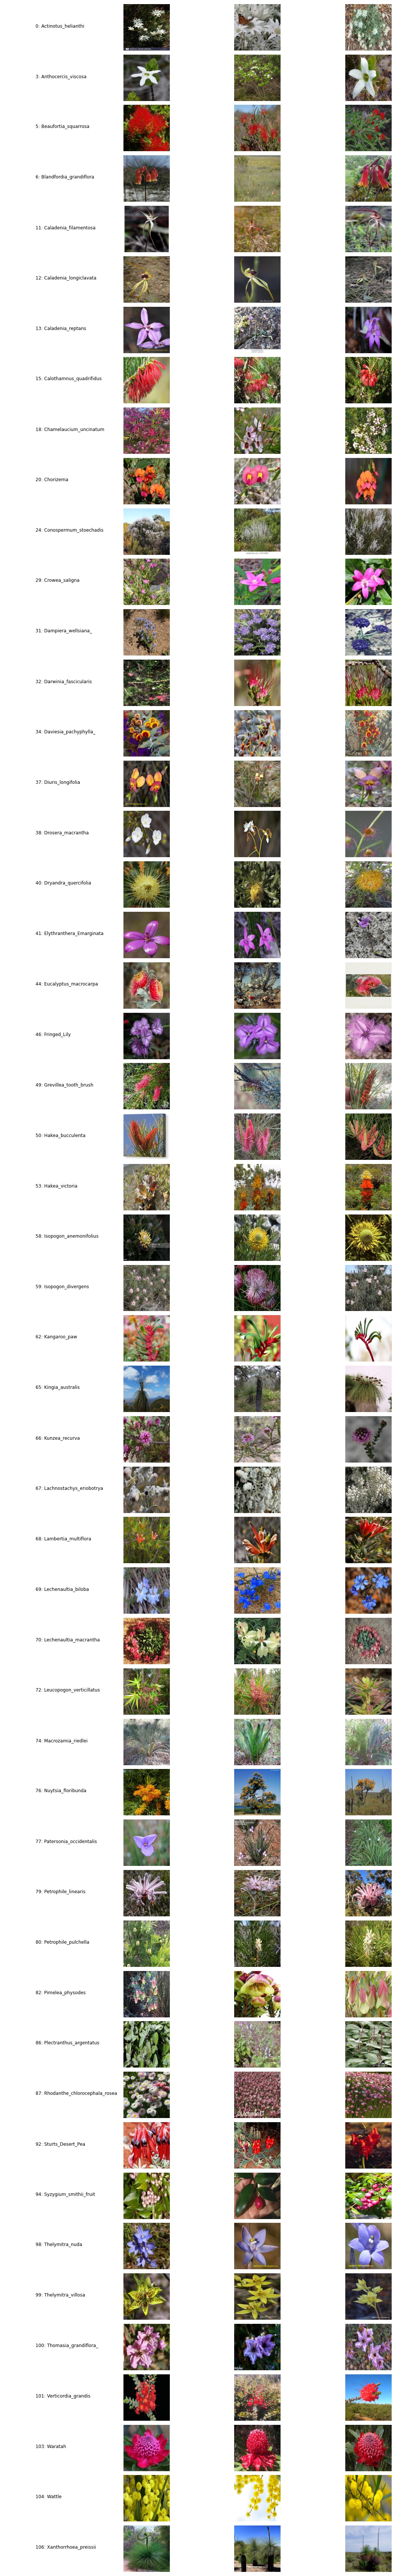 0: Actinotus_helianthi
3: Anthocercis_viscosa
5: Beaufortia_squarrosa
6: Blandfordia_grandiflora
11: Caladenia_filamentosa
12: Caladenia_longiclavata
13: Caladenia_reptans
15: Calothamnus_quadrifidus
18: Chamelaucium_uncinatum
20: Chorizema
24: Conospermum_stoechadis
29: Crowea_saligna
31: Dampiera_wellsiana_
32: Darwinia_fascicularis
34: Daviesia_pachyphylla_
37: Diuris_longifolia
38: Drosera_macrantha
40: Dryandra_quercifolia
41: Elythranthera_Emarginata
44: Eucalyptus_macrocarpa
46: Fringed_Lily
49: Grevillea_tooth_brush
50: Hakea_bucculenta
53: Hakea_victoria
58: Isopogon_anemonifolius
59: Isopogon_divergens
62: Kangaroo_paw
65: Kingia_australis
66: Kunzea_recurva
67: Lachnostachys_eriobotrya
68: Lambertia_multiflora
69: Lechenaultia_biloba
70: Lechenaultia_macrantha
72: Leucopogon_verticillatus
74: Macrozamia_riedlei
76: Nuytsia_floribunda
77: Patersonia_occidentalis
79: Petrophile_linearis
80: Petrophile_pulchella
82: Pimelea_physodes
86: Plectranthus_argentatus
87: Rhodanthe_chlorocephala_rosea
92: Sturts_Desert_Pea
94: Syzygium_smithii_fruit
98: Thelymitra_nuda
99: Thelymitra_villosa
100: Thomasia_grandiflora_
101: Verticordia_grandis
103: Waratah
104: Wattle
106: Xanthorrhoea_preissii